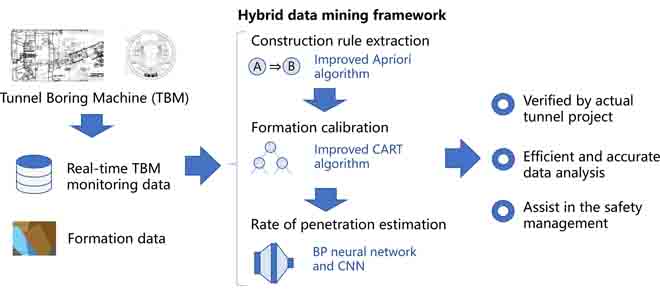 Hybrid data mining framework
Tunnel Boring Machine (TBM)
Real-time TBM
monitoring data
Formation data
Construction rule extraction
A ⇒ B
Improved Apriori
algorithm
Formation calibration
Improved CART
algorithm
Rate of penetration estimation
BP neural network
and CNN
Verified by actual
tunnel project
Efficient and accurate
data analysis
Assist in the safety
management